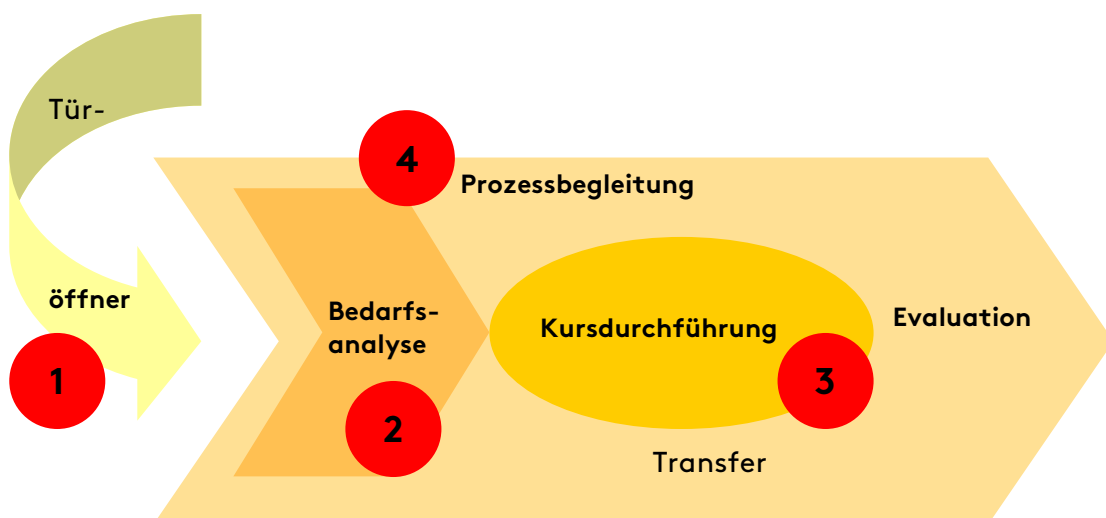 Tür-
4
Prozessbegleitung
öffner
Bedarfs-
analyse
Kursdurchführung
Evaluation
1
2
3
Transfer